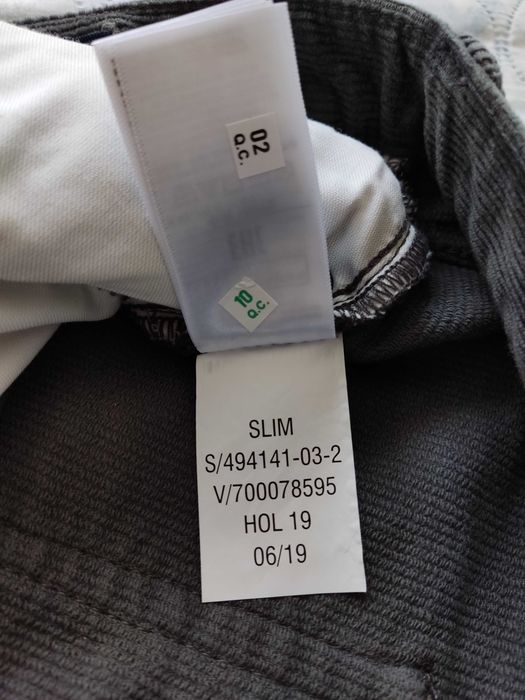 02
Q.C.
10
Q.C.
SLIM
S/494141-03-2
V/700078595
HOL 19
06/19